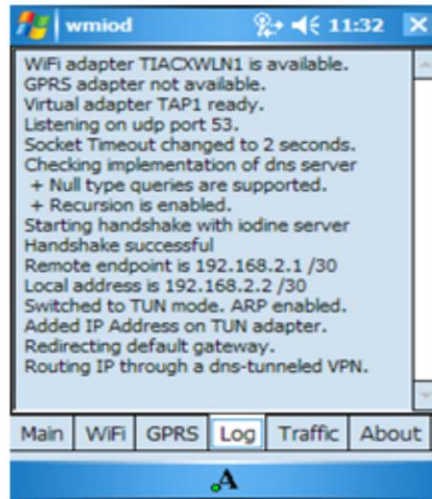 wmiod
11:32
WiFi adapter TIACXWLN1 is available.
GPRS adapter not available.
Virtual adapter TAP1 ready.
Listening on udp port 53.
Socket Timeout changed to 2 seconds.
Checking implementation of dns server
+ Null type queries are supported.
+ Recursion is enabled.
Starting handshake with iodine server
Handshake successful
Remote endpoint is 192.168.2.1 /30
Local address is 192.168.2.2 /30
Switched to TUN mode. ARP enabled.
Added IP Address on TUN adapter.
Redirecting default gateway.
Routing IP through a dns-tunneled VPN.
Main WiFi GPRS Log Traffic About
A